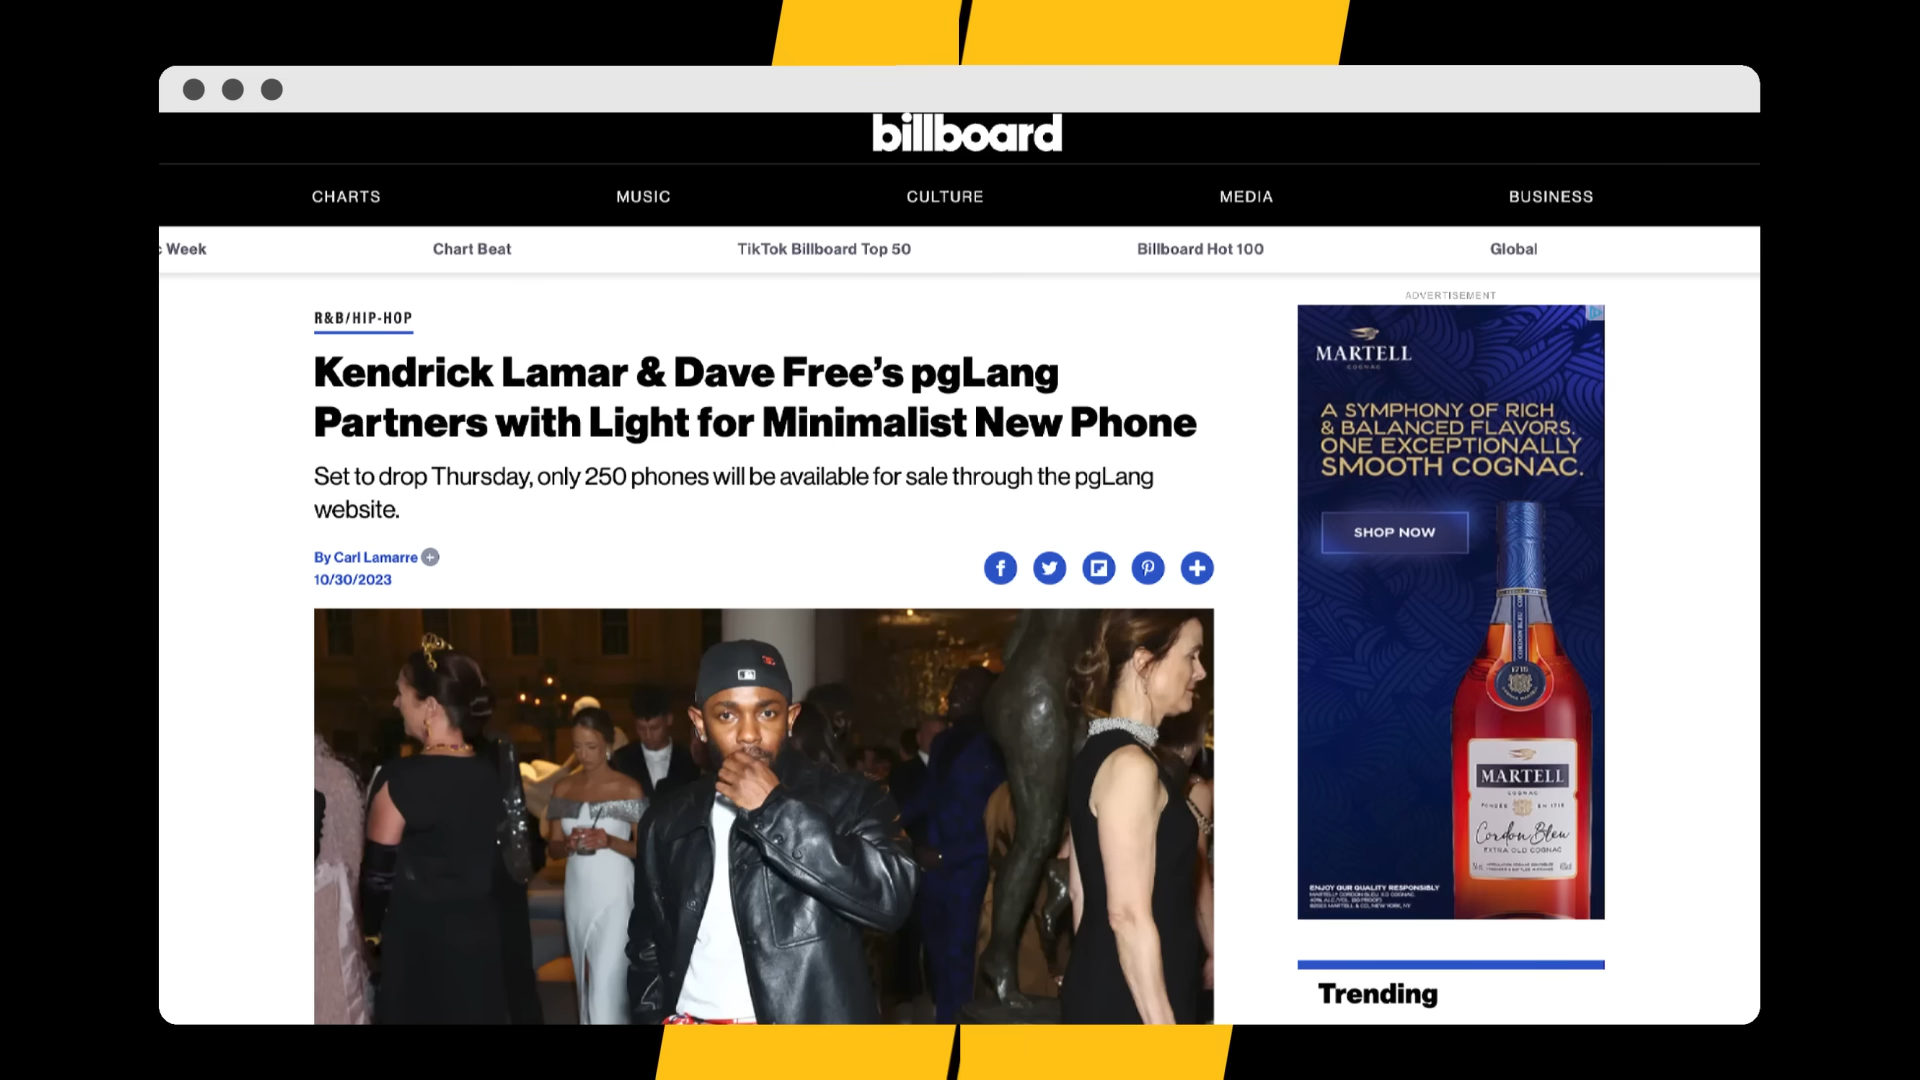 billboard
CHARTS
MUSIC
CULTURE
MEDIA
BUSINESS
Week
Chart Beat
TikTok Billboard Top 50
Billboard Hot 100
Global
R&B/HIP-HOP
Kendrick Lamar & Dave Free’s pgLang
Partners with Light for Minimalist New Phone
Set to drop Thursday, only 250 phones will be available for sale through the pgLang
website.
By Carl Lamarre
10/30/2023
ADVERTISEMENT
MARTELL
COGNAC
A SYMPHONY OF RICH
& BALANCED FLAVORS.
ONE EXCEPTIONALLY
SMOOTH COGNAC.
SHOP NOW
1715
MARTELL
COGNAC
Cordon Bleu
EXTRA OLD COGNAC
ENJOY OUR QUALITY RESPONSIBLY
Trending